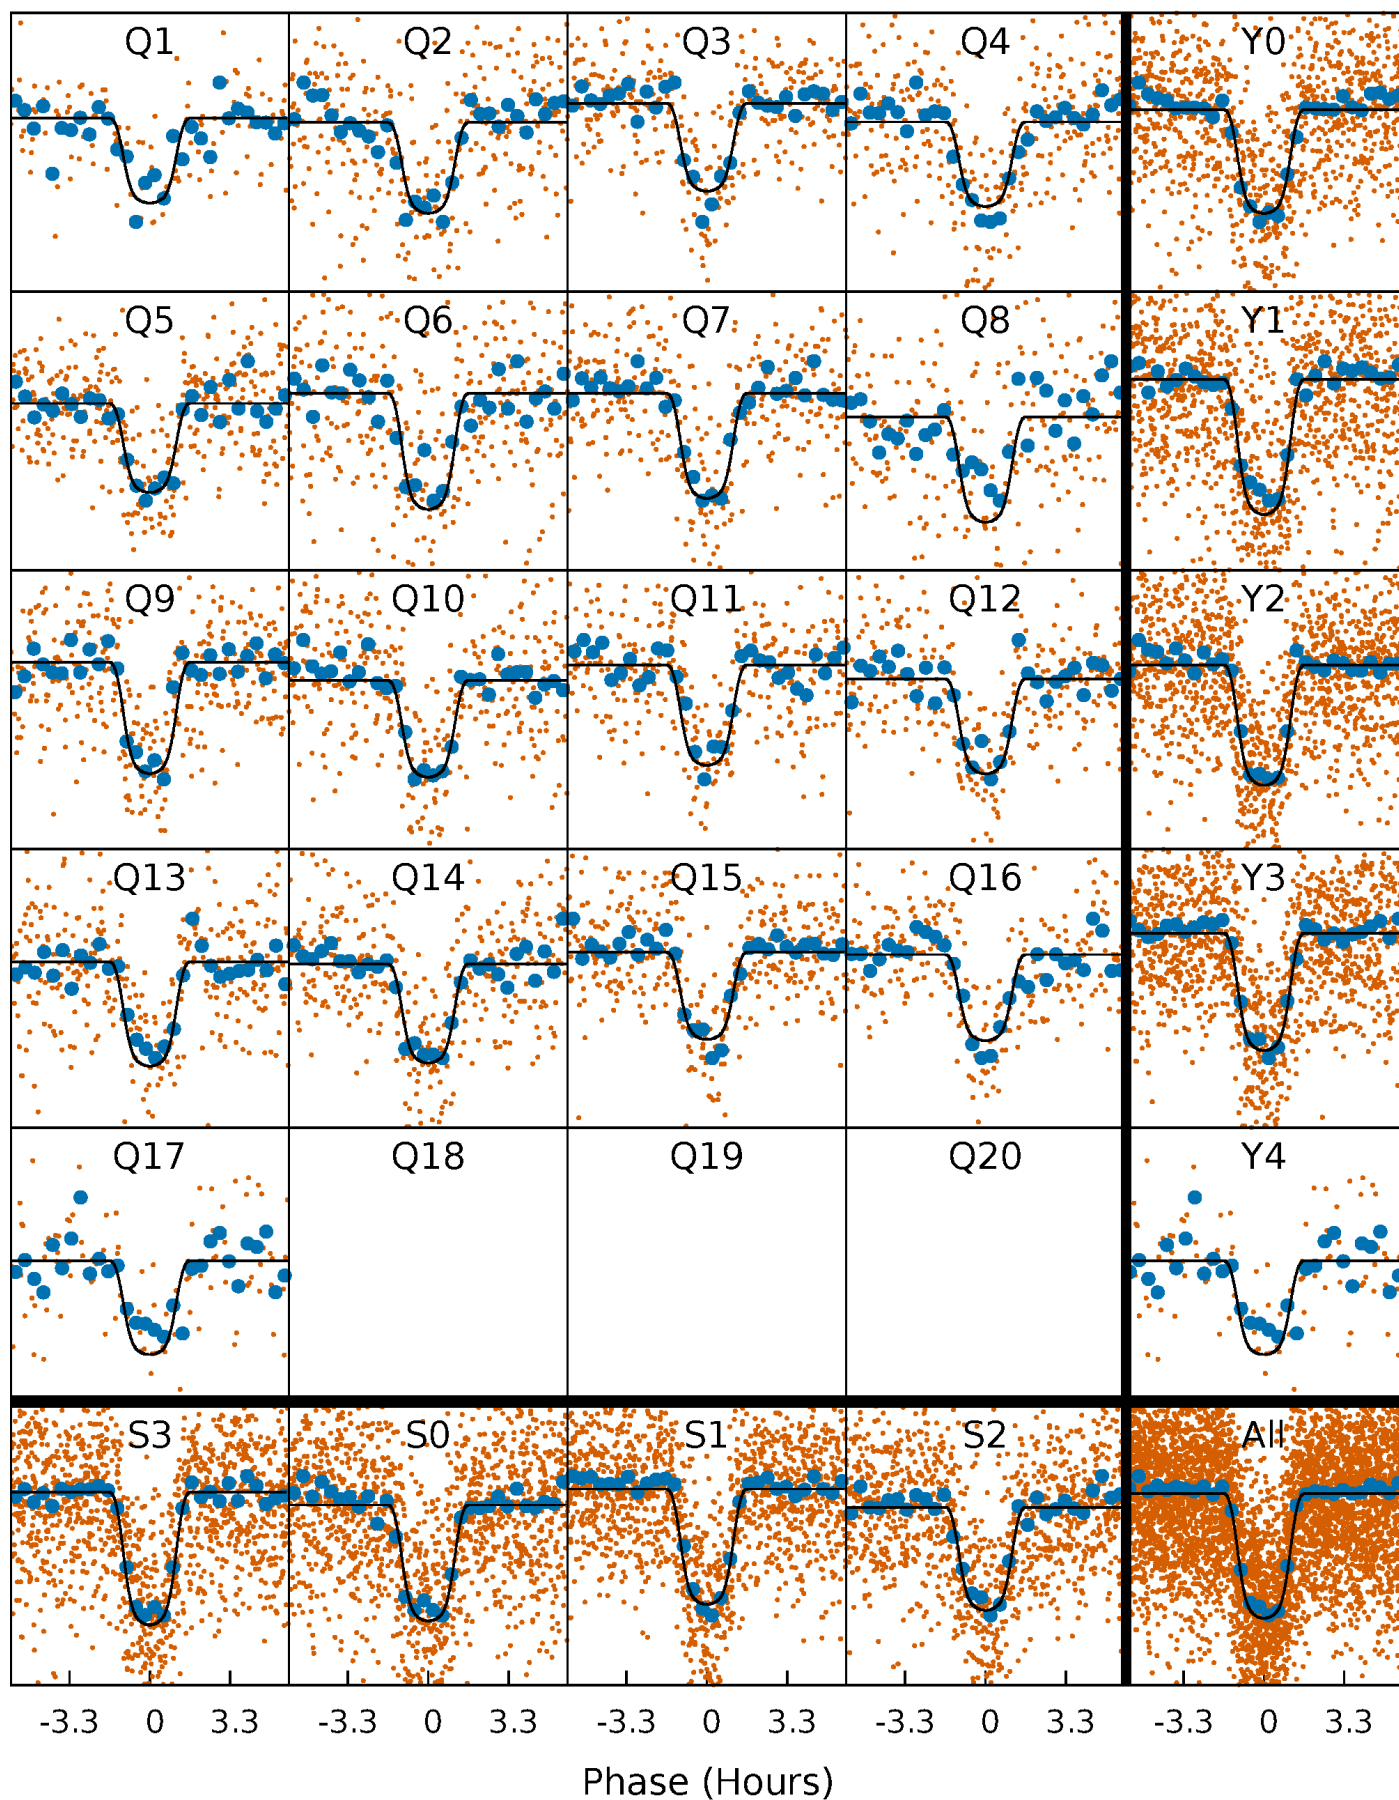 Q1 Q2 Q3 Q4 Y0
Q5 Q6 Q7 Q8 Y1
Q9 Q10 Q11 Q12 Y2
Q13 Q14 Q15 Q16 Y3
Q17 Q18 Q19 Q20 Y4
S3 S0 S1 S2 All
-3.3 0 3.3 -3.3 0 3.3 -3.3 0 3.3 -3.3 0 3.3 -3.3 0 3.3
Phase (Hours)